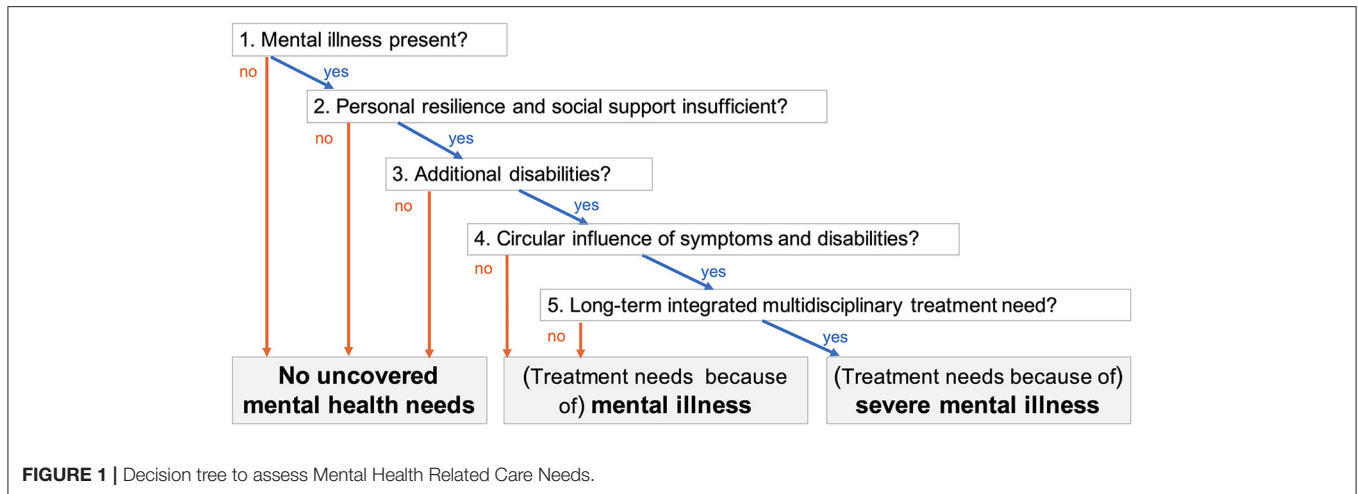 1. Mental illness present?
no
yes
2. Personal resilience and social support insufficient?
no
yes
3. Additional disabilities?
no
yes
4. Circular influence of symptoms and disabilities?
no
yes
5. Long-term integrated multidisciplinary treatment need?
no
yes
No uncovered
mental health needs
(Treatment needs because
of) mental illness
(Treatment needs because of)
severe mental illness
FIGURE 1 | Decision tree to assess Mental Health Related Care Needs.